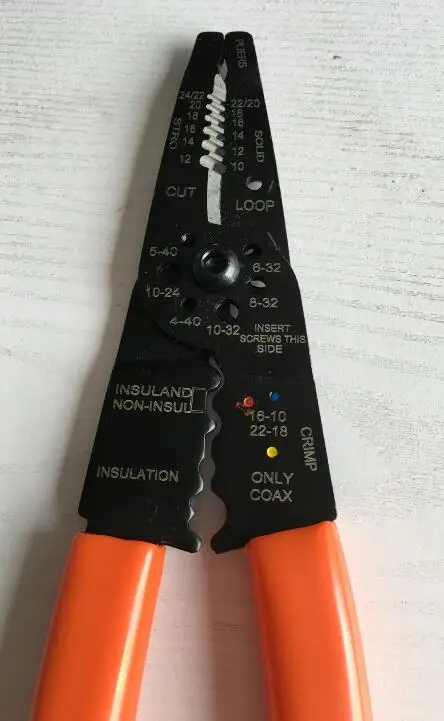 PUEHS
24/22
20
18
16
14
12
STRO
22/20
18
16
14
12
10
SOLID
CUT
LOOP
5-40
6-32
10-24
8-32
4-40
10-32
INSERT
SCREWS THIS
SIDE
INSULAND
NON-INSUL
16-10
22-18
CRIMP
INSULATION
ONLY
COAX